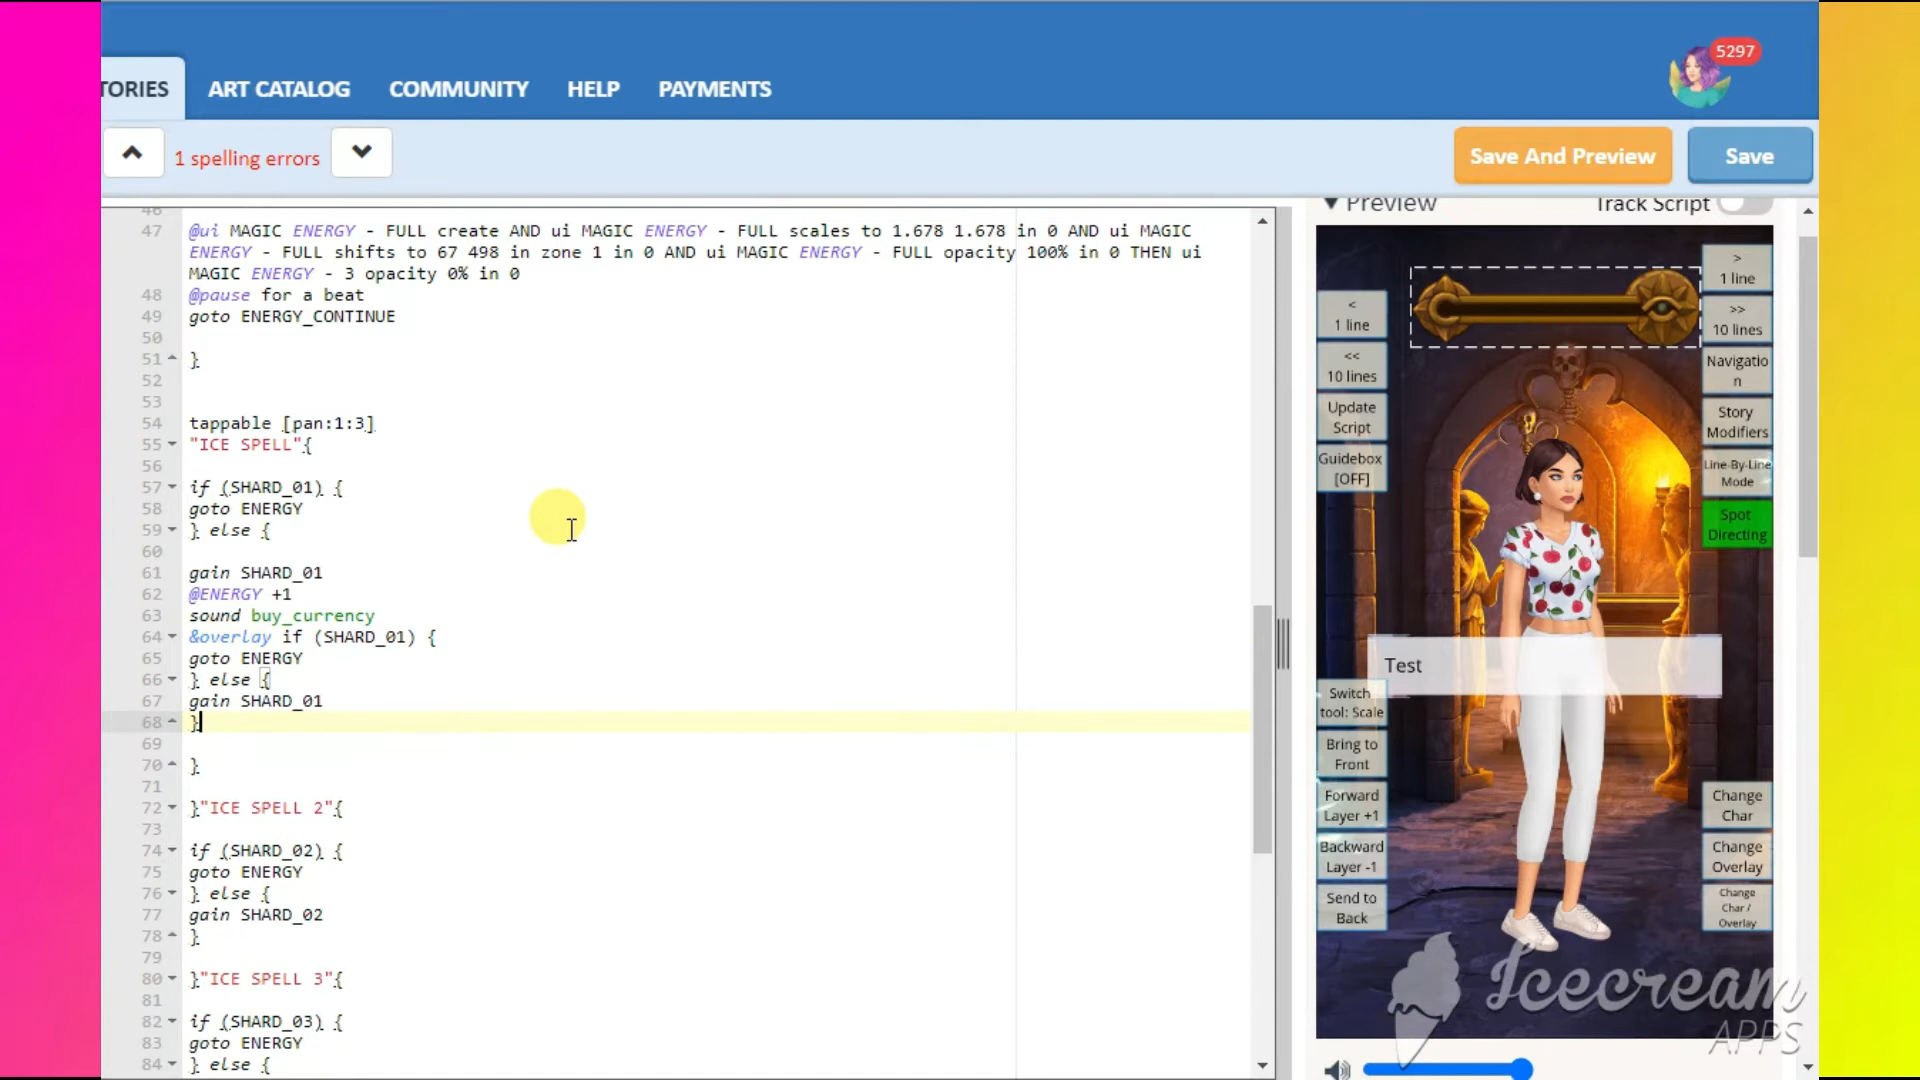 5297
TORIES ART CATALOG COMMUNITY HELP PAYMENTS
1 spelling errors
Save And Preview
Save
Preview
Track Script
46
47 @ui MAGIC ENERGY - FULL create AND ui MAGIC ENERGY - FULL scales to 1.678 1.678 in 0 AND ui MAGIC
ENERGY - FULL shifts to 67 498 in zone 1 in 0 AND ui MAGIC ENERGY - FULL opacity 100% in 0 THEN ui
MAGIC ENERGY - 3 opacity 0% in 0
48 @pause for a beat
49 goto ENERGY_CONTINUE
50
51 }
52
53
54 tappable [pan:1:3]
55 "ICE SPELL"{
56
57 if (SHARD_01) {
58 goto ENERGY
59 } else {
60
61 gain SHARD_01
62 @ENERGY +1
63 sound buy_currency
64 &overlay if (SHARD_01) {
65 goto ENERGY
66 } else {
67 gain SHARD_01
68 }
69
70 }
71
72 }"ICE SPELL 2"{
73
74 if (SHARD_02) {
75 goto ENERGY
76 } else {
77 gain SHARD_02
78 }
79
80 }"ICE SPELL 3"{
81
82 if (SHARD_03) {
83 goto ENERGY
84 } else {
<
1 line
<<
10 lines
Update
Script
Guidebox
[OFF]
>
1 line
>>
10 lines
Navigatio
n
Story
Modifiers
Line-By-Line
Mode
Spot
Directing
Test
Switch
tool: Scale
Bring to
Front
Forward
Layer +1
Backward
Layer -1
Send to
Back
Change
Char
Change
Overlay
Change
Char /
Overlay
Icecream
APPS